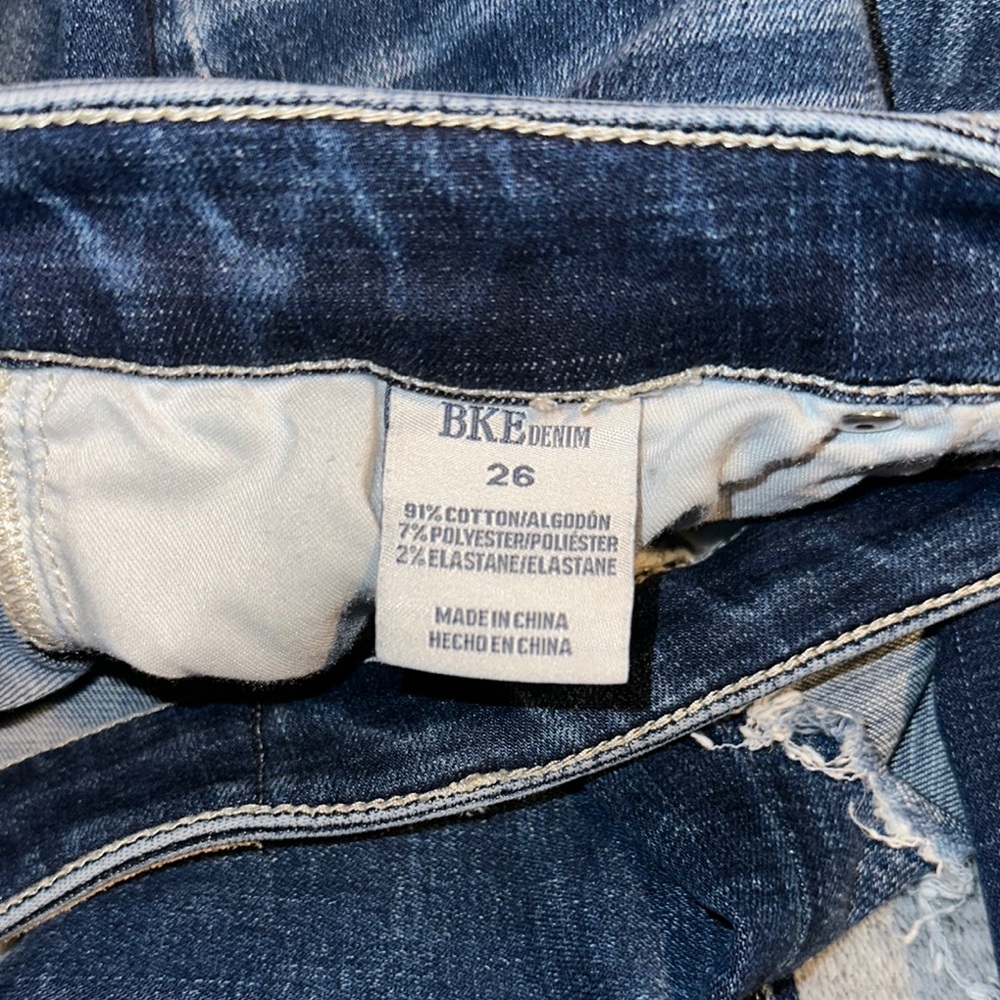 BKE DENIM
26
91% COTTON/ALGODÓN
7% POLYESTER/POLIÉSTER
2% ELASTANE/ELASTANE
MADE IN CHINA
HECHO EN CHINA